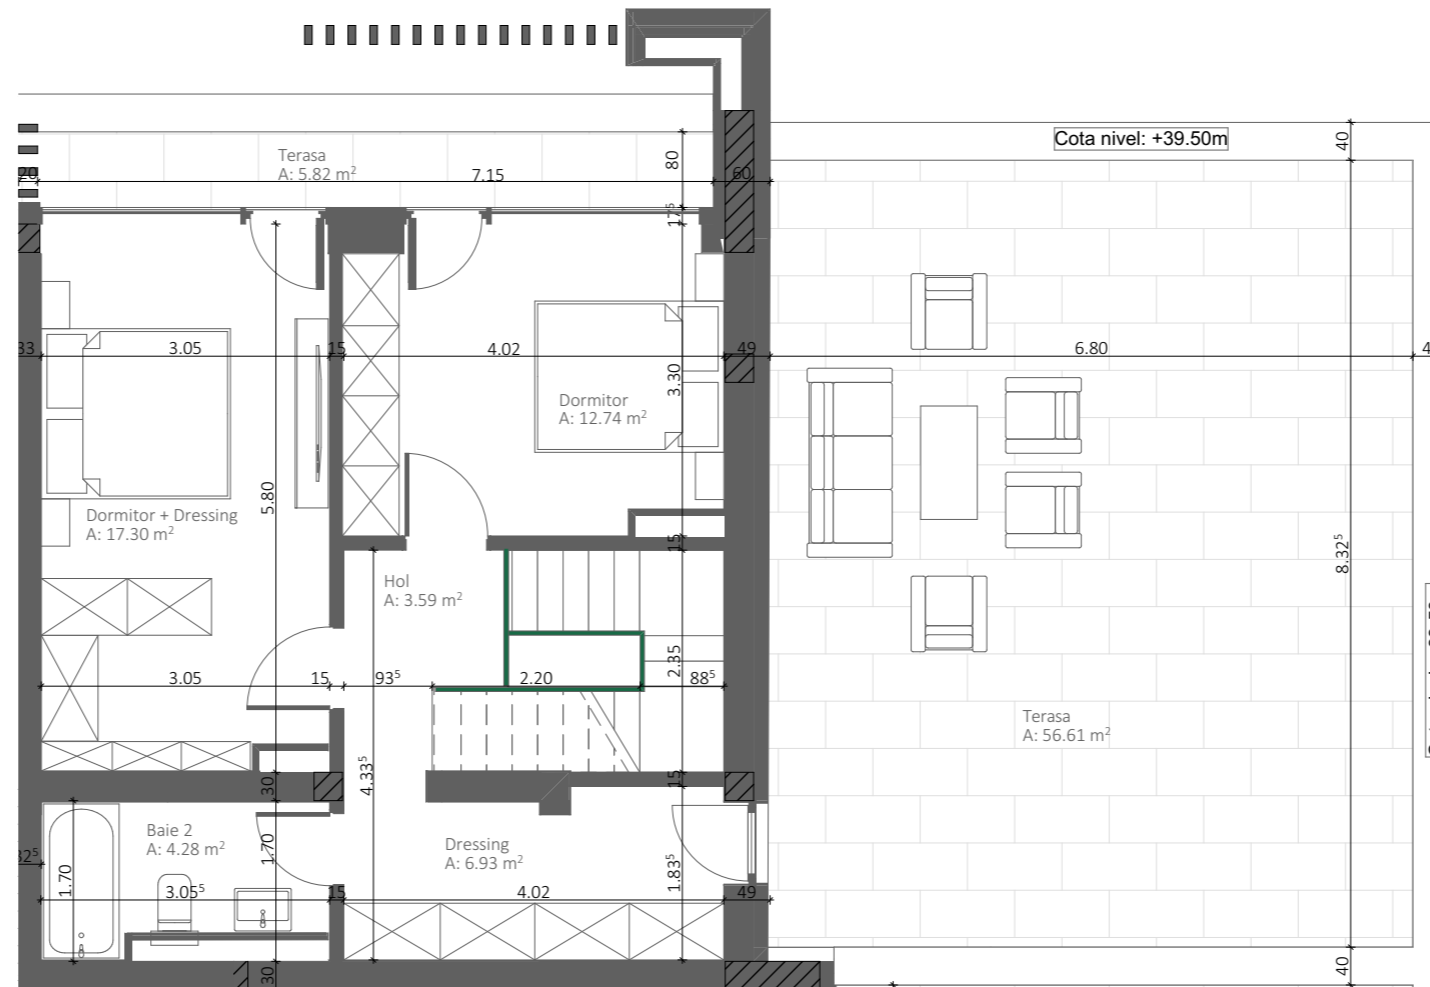 Cota nivel: +39.50m
40
80
Terasa
A: 5.82 m²
20
7.15
60
17⁵
33
3.05
15
4.02
49
6.80
4
3.30
Dormitor
A: 12.74 m²
5.80
Dormitor + Dressing
A: 17.30 m²
15
8.32⁵
Hol
A: 3.59 m²
2.35
3.05
15
93⁵
2.20
88⁵
Terasa
A: 56.61 m²
30
4.33⁵
15
Baie 2
A: 4.28 m²
1.70
Dressing
A: 6.93 m²
32⁵
1.70
1.83⁵
3.05⁵
15
4.02
49
30
40